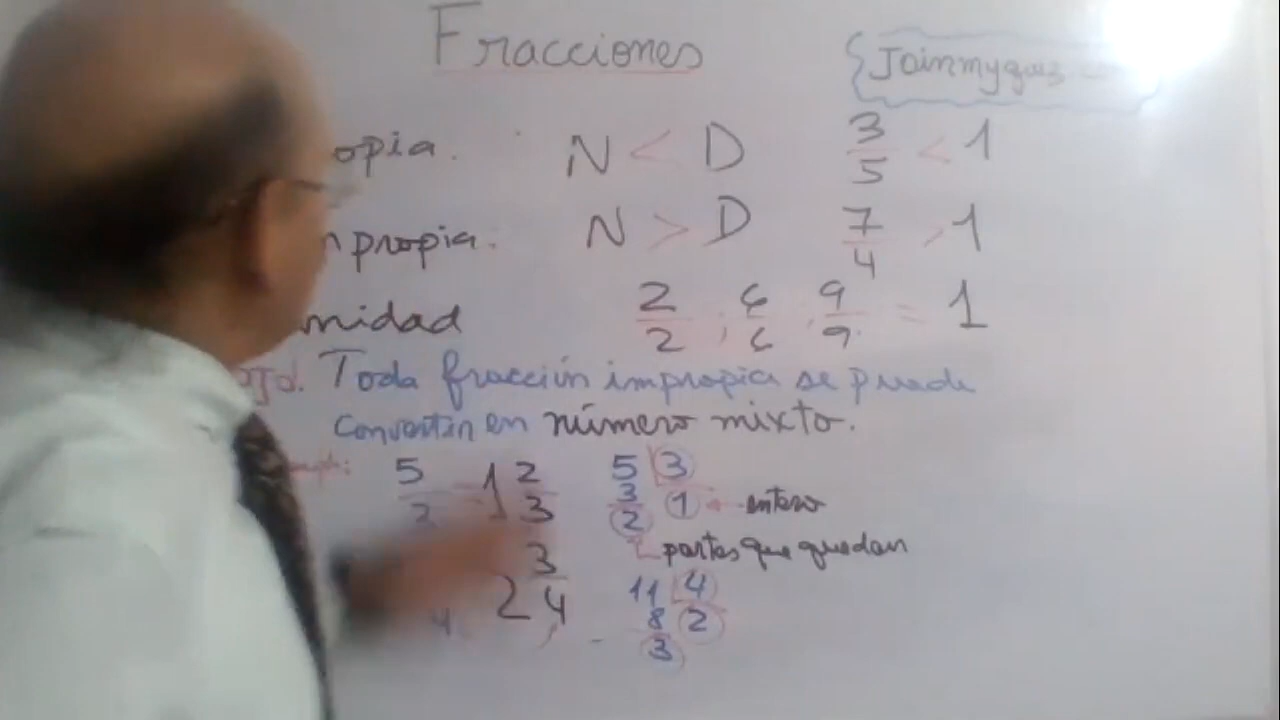 Fracciones
Jainmyguez
opia. N < D 3/5 < 1
mpropia: N > D 7/4 > 1
nidad 2/2 ; 6/6 ; 9/9 = 1
Toda fracción impropia se puede
convertir en número mixto.
5/3 = 1 2/3 5 3
3 1 entero
2 partes que quedan
4 2 3/4 11 4
8 2
3